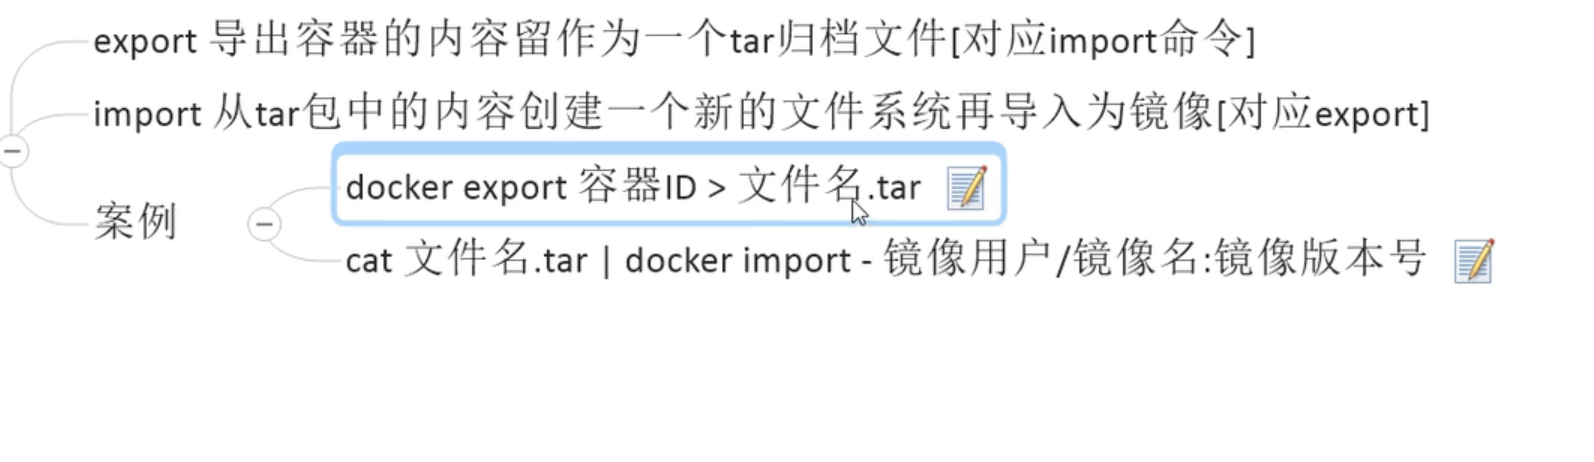 export 导出容器的内容留作为一个tar归档文件[对应import命令]
import 从tar包中的内容创建一个新的文件系统再导入为镜像[对应export]
案例
docker export 容器ID > 文件名.tar
cat 文件名.tar | docker import - 镜像用户/镜像名:镜像版本号